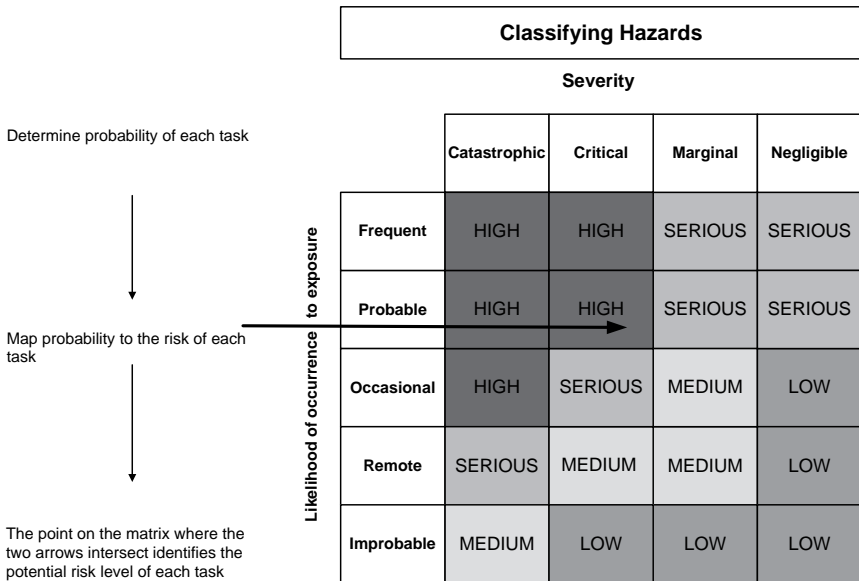 Classifying Hazards
Severity
Determine probability of each task
Catastrophic Critical Marginal Negligible
Likelihood of occurrence to exposure
Frequent HIGH HIGH SERIOUS SERIOUS
Probable HIGH HIGH SERIOUS SERIOUS
Map probability to the risk of each
task
Occasional HIGH SERIOUS MEDIUM LOW
Remote SERIOUS MEDIUM MEDIUM LOW
The point on the matrix where the
two arrows intersect identifies the
potential risk level of each task
Improbable MEDIUM LOW LOW LOW